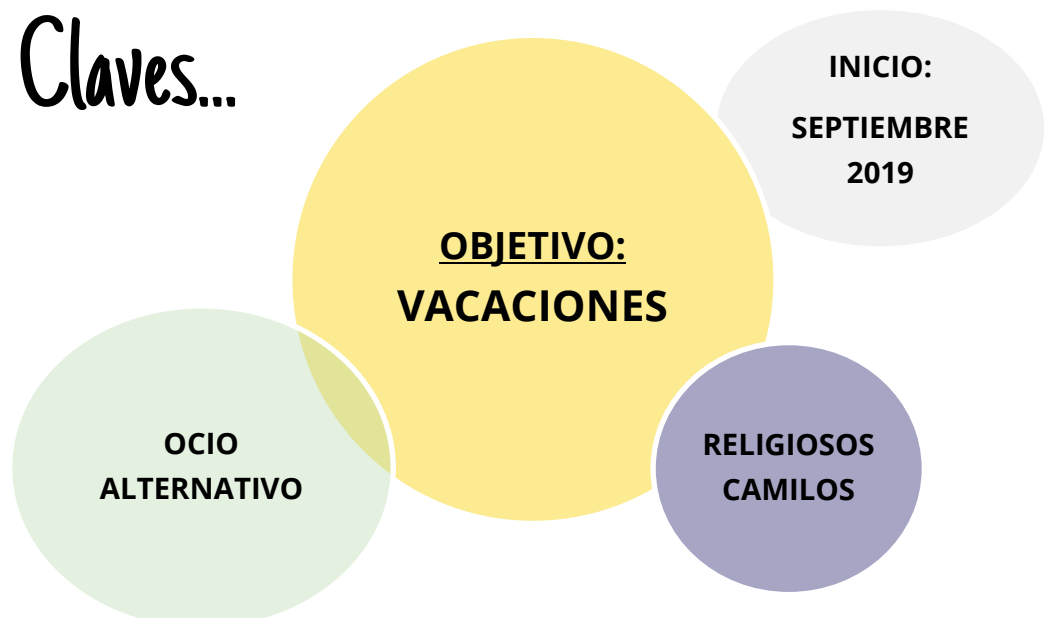 Claves...
INICIO:
SEPTIEMBRE
2019
OBJETIVO:
VACACIONES
OCIO
ALTERNATIVO
RELIGIOSOS
CAMILOS